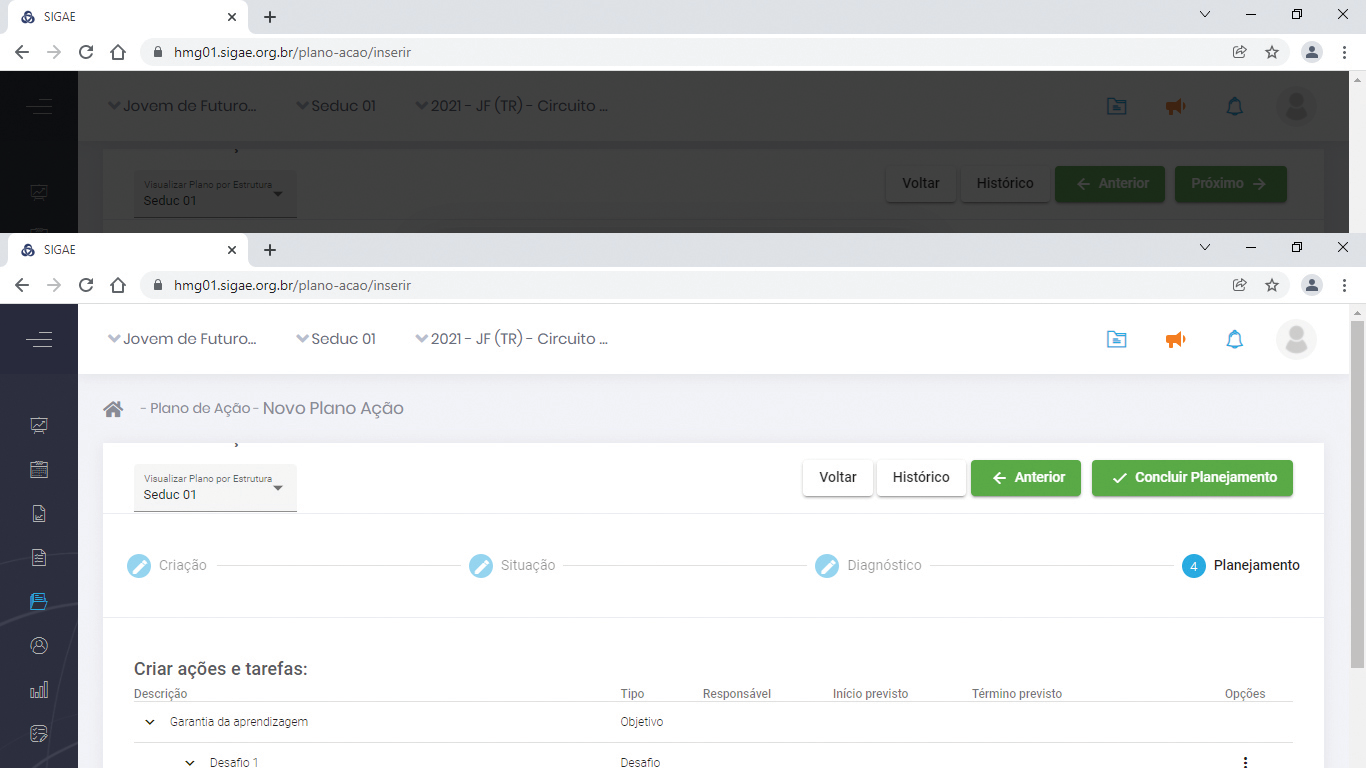 SIGAE
hmg01.sigae.org.br/plano-acao/inserir
Jovem de Futuro... Seduc 01 2021 - JF (TR) - Circuito ...
Visualizar Plano por Estrutura
Seduc 01
Voltar Histórico Anterior Próximo
SIGAE
hmg01.sigae.org.br/plano-acao/inserir
Jovem de Futuro... Seduc 01 2021 - JF (TR) - Circuito ...
- Plano de Ação - Novo Plano Ação
Visualizar Plano por Estrutura
Seduc 01
Voltar Histórico Anterior Concluir Planejamento
Criação Situação Diagnóstico 4 Planejamento
Criar ações e tarefas:
Descrição Tipo Responsável Início previsto Término previsto Opções
Garantia da aprendizagem Objetivo
Desafio 1 Desafio